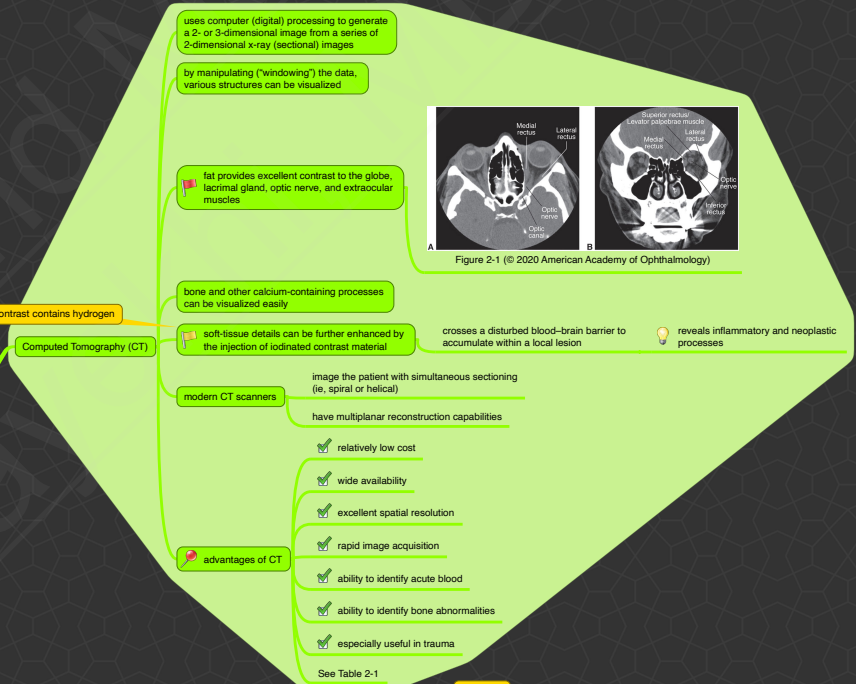 uses computer (digital) processing to generate
a 2- or 3-dimensional image from a series of
2-dimensional x-ray (sectional) images
by manipulating (“windowing”) the data,
various structures can be visualized
fat provides excellent contrast to the globe,
lacrimal gland, optic nerve, and extraocular
muscles
Medial
rectus
Lateral
rectus
Optic
nerve
Optic
canal
A
Superior rectus/
Levator palpebrae muscle
Medial
rectus
Lateral
rectus
Optic
nerve
Inferior
rectus
B
Figure 2-1 (© 2020 American Academy of Ophthalmology)
bone and other calcium-containing processes
can be visualized easily
contrast contains hydrogen
Computed Tomography (CT)
soft-tissue details can be further enhanced by
the injection of iodinated contrast material
crosses a disturbed blood–brain barrier to
accumulate within a local lesion
reveals inflammatory and neoplastic
processes
modern CT scanners
image the patient with simultaneous sectioning
(ie, spiral or helical)
have multiplanar reconstruction capabilities
advantages of CT
relatively low cost
wide availability
excellent spatial resolution
rapid image acquisition
ability to identify acute blood
ability to identify bone abnormalities
especially useful in trauma
See Table 2-1